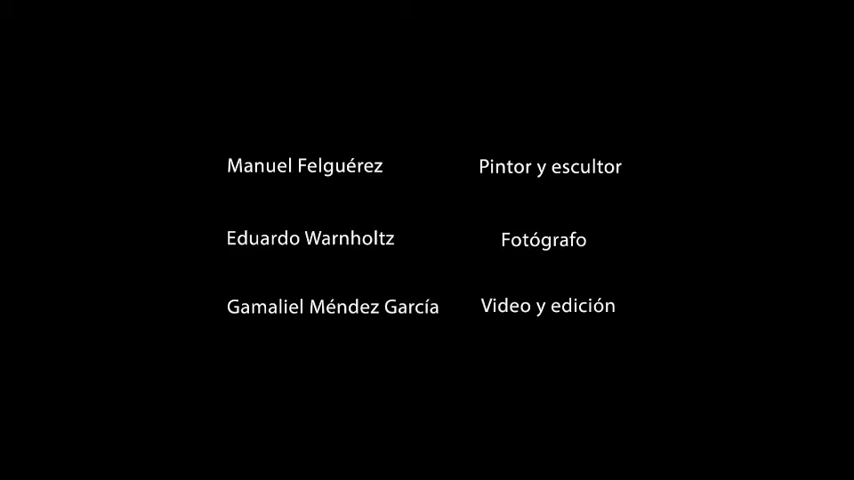 Manuel Felguérez Pintor y escultor
Eduardo Warnholtz Fotógrafo
Gamaliel Méndez García Video y edición